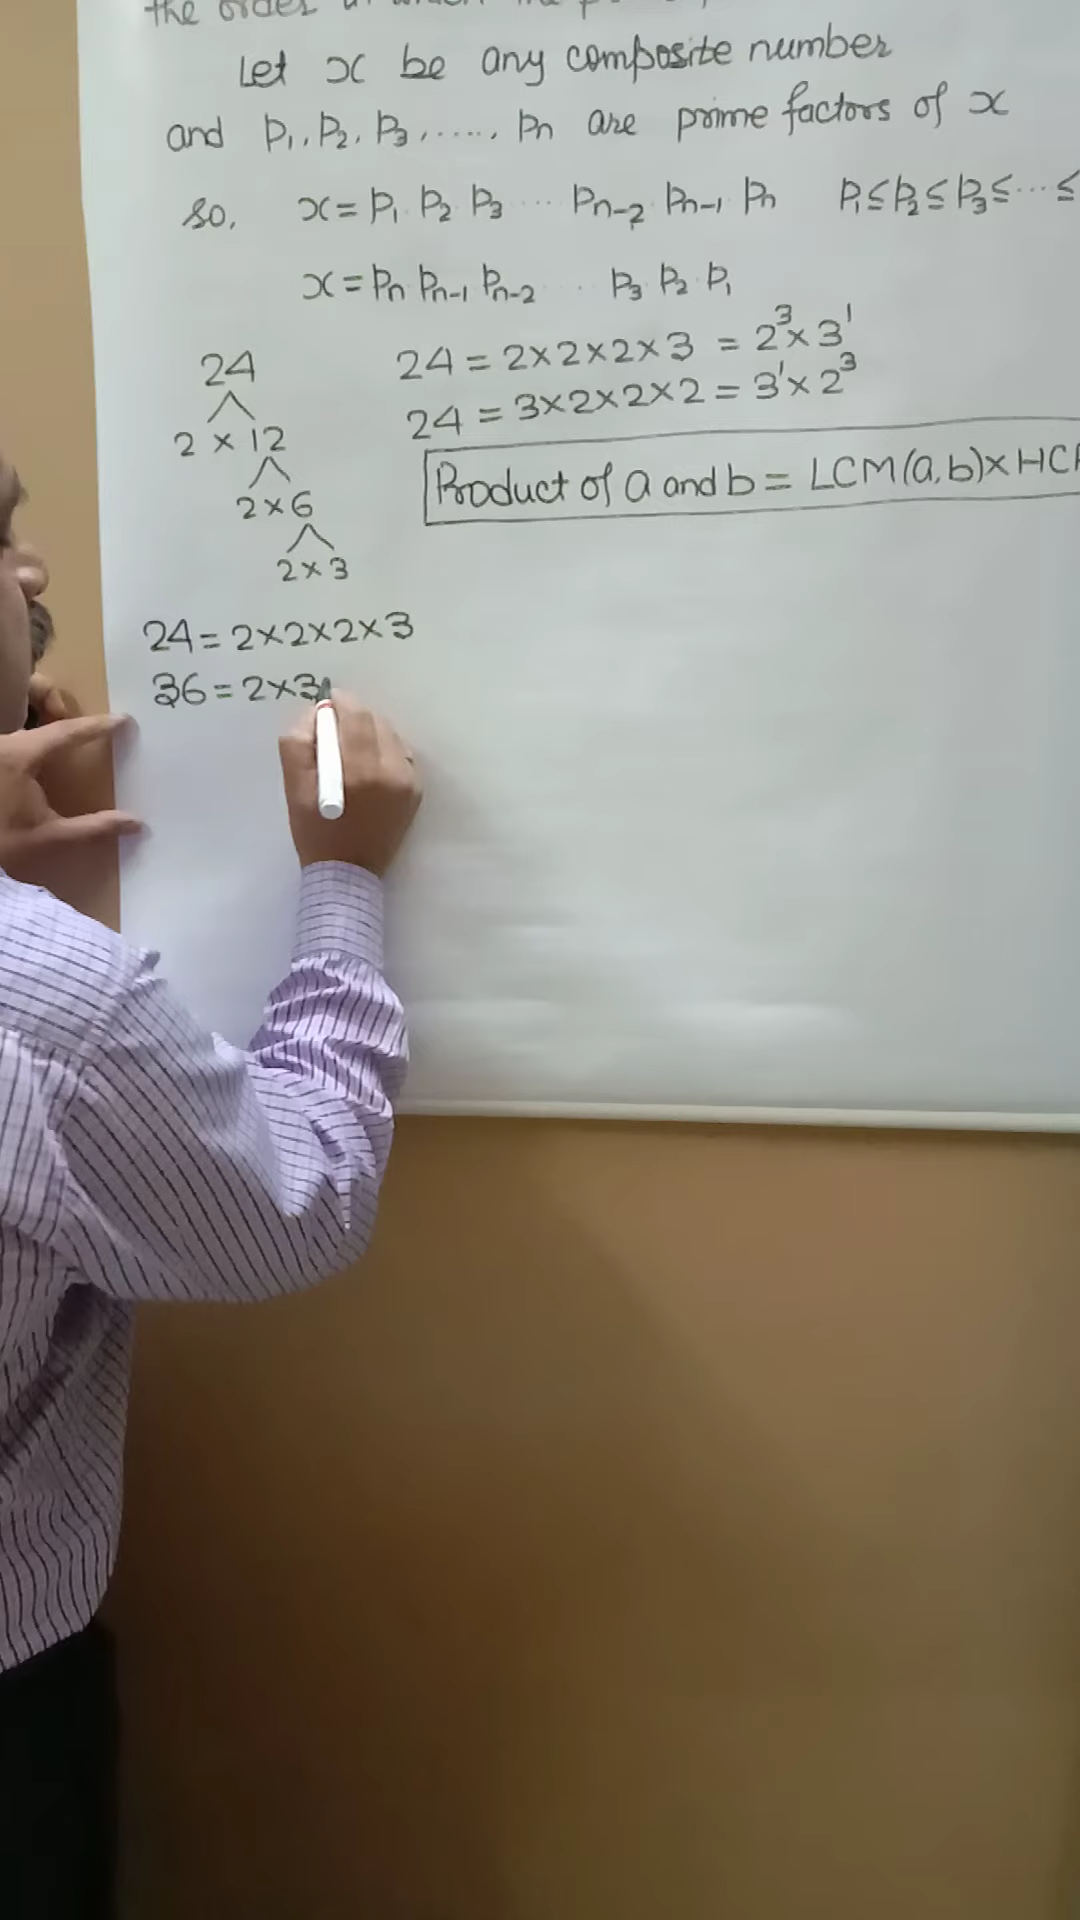 the order
Let x be any composite number
and p₁, p₂, p₃, ......, pn are prime factors of x
so, x = p₁ p₂ p₃ ... pn-2 pn-1 pn p₁ ≤ p₂ ≤ p₃ ≤ ... ≤
x = pn pn-1 pn-2 .. p₃ p₂ p₁
24
2 × 12
2 × 6
2 × 3
24 = 2×2×2×3 = 2³ × 3¹
24 = 3×2×2×2 = 3¹ × 2³
Product of a and b = LCM(a, b) × HC
24 = 2×2×2×3
36 = 2×3